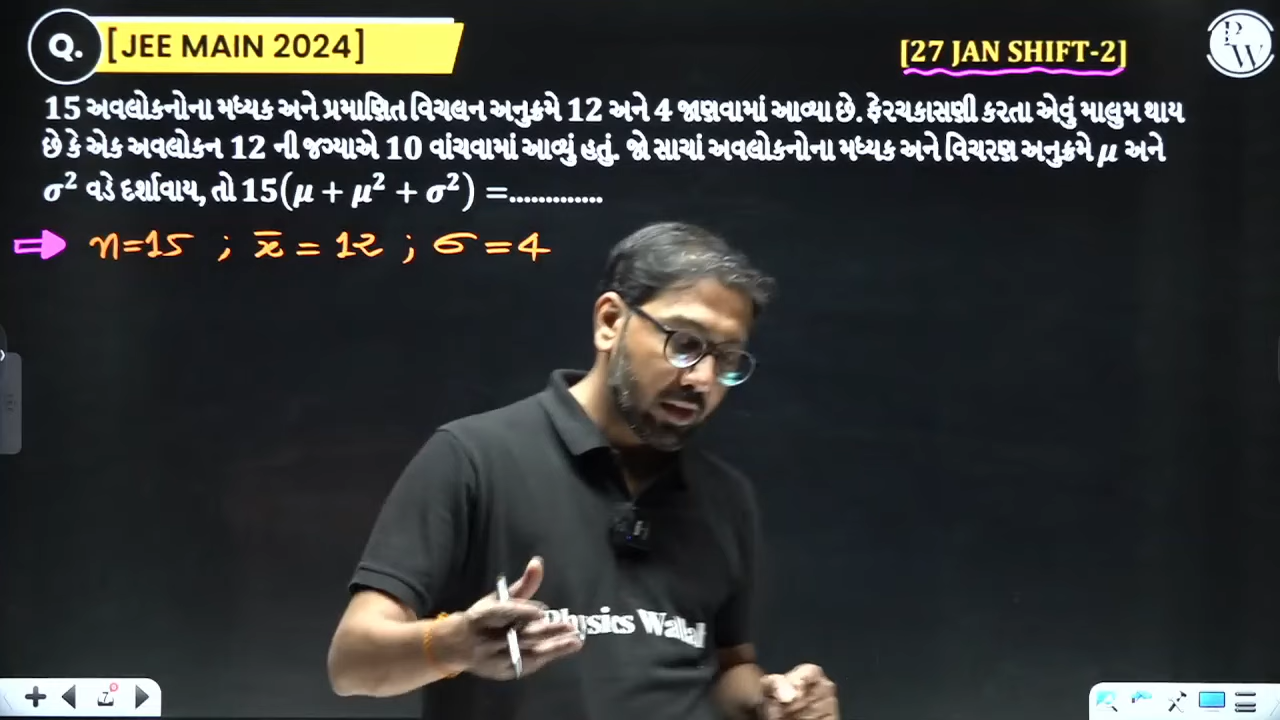 Q. [JEE MAIN 2024]
[27 JAN SHIFT-2]
PW
15 અવલોકનોના મધ્યક અને પ્રમાણિત વિચલન અનુક્રમે 12 અને 4 જાણવામાં આવ્યા છે. ફેરચકાસણી કરતા એવું માલુમ થાય
છે કે એક અવલોકન 12 ની જગ્યાએ 10 વાંચવામાં આવ્યું હતું. જો સાચાં અવલોકનોના મધ્યક અને વિચરણ અનુક્રમે μ અને
σ² વડે દર્શાવાય, તો 15(μ + μ² + σ²) =.............
⇒ n=15 ; x̄ = 12 ; σ = 4
Physics Wallah
7